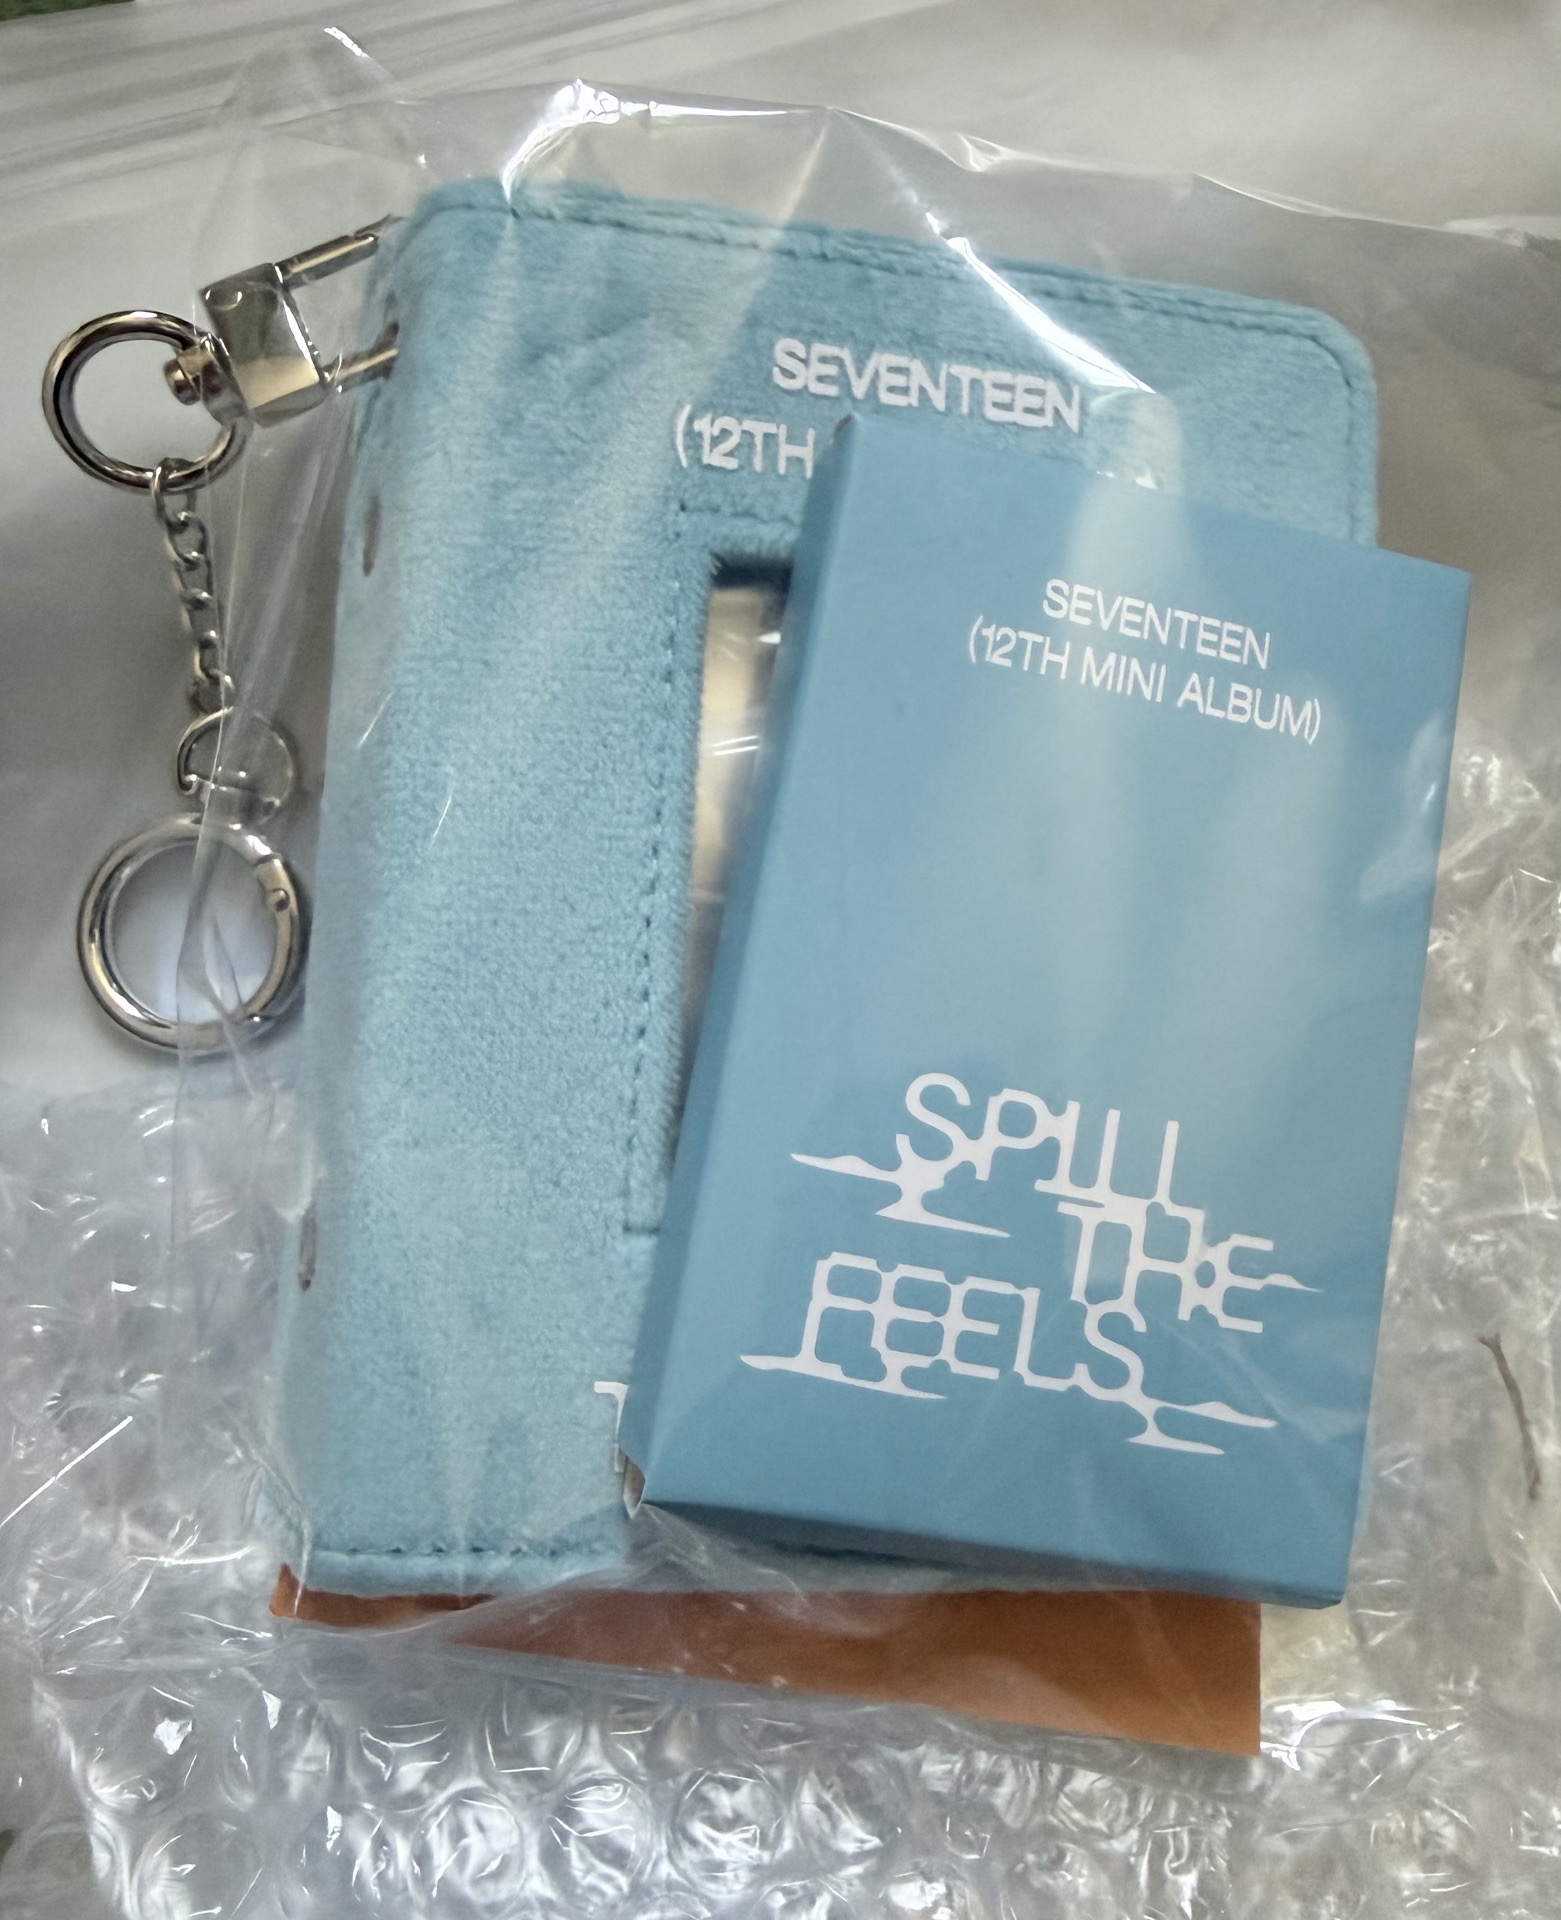 SEVENTEEN
(12TH
T
SEVENTEEN
(12TH MINI ALBUM)
SPILL
THE
FEELS